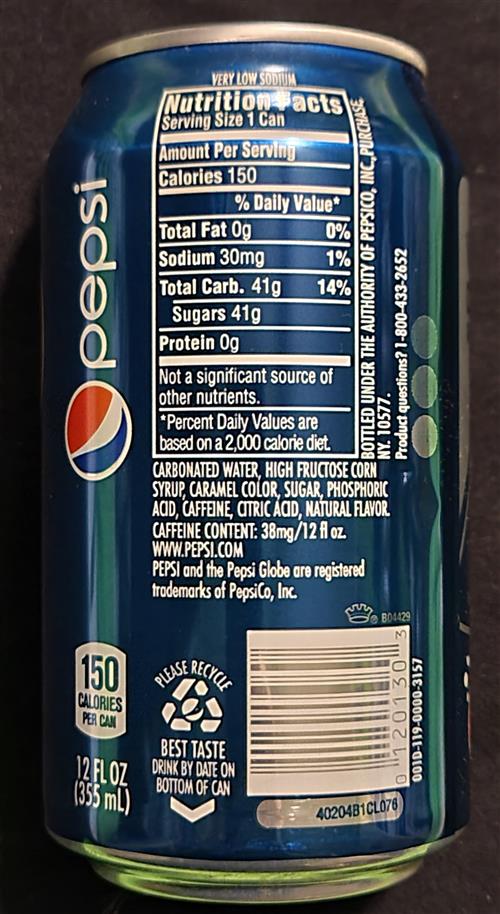 VERY LOW SODIUM
Nutrition Facts
Serving Size 1 Can
Amount Per Serving
Calories 150
% Daily Value*
Total Fat 0g 0%
Sodium 30mg 1%
Total Carb. 41g 14%
Sugars 41g
Protein 0g
Not a significant source of
other nutrients.
*Percent Daily Values are
based on a 2,000 calorie diet.
CARBONATED WATER, HIGH FRUCTOSE CORN
SYRUP, CARAMEL COLOR, SUGAR, PHOSPHORIC
ACID, CAFFEINE, CITRIC ACID, NATURAL FLAVOR
CAFFEINE CONTENT: 38mg/12 fl oz.
WWW.PEPSI.COM
PEPSI and the Pepsi Globe are registered
trademarks of PepsiCo, Inc.
BOTTLED UNDER THE AUTHORITY OF PEPSICO, INC., PURCHASE,
NY. 10577.
Product questions? 1-800-433-2652
pepsi
150
CALORIES
PER CAN
12 FL OZ
(355 mL)
PLEASE RECYCLE
BEST TASTE
DRINK BY DATE ON
BOTTOM OF CAN
® B04429
0 12013 0 3
001D-119-0000-3157
40204B1CL076